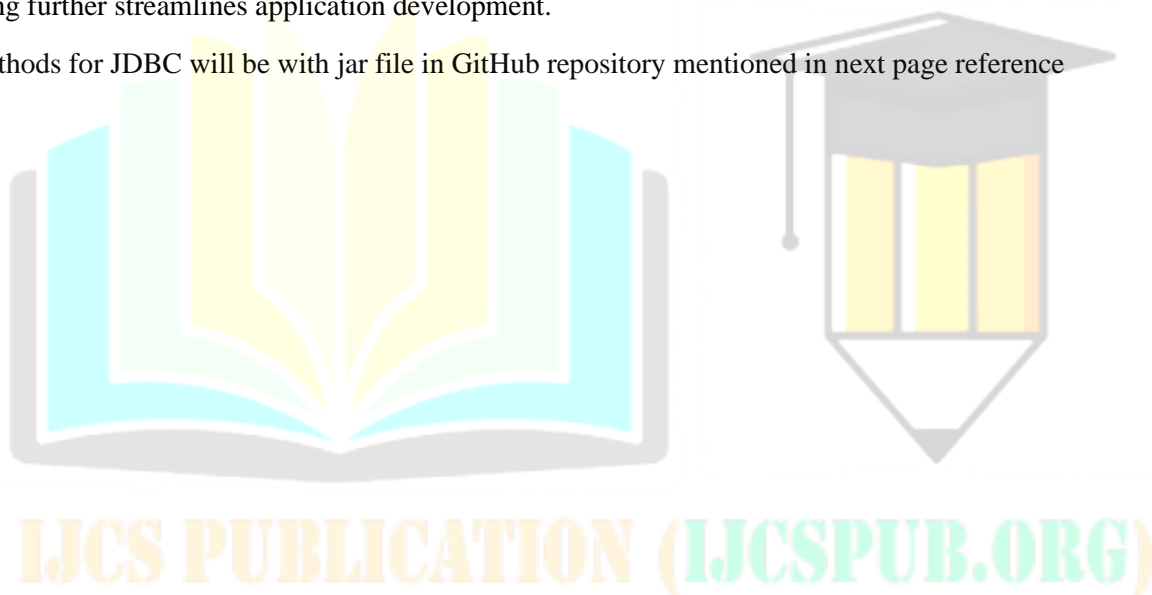 ng further streamlines application development.
thods for JDBC will be with jar file in GitHub repository mentioned in next page reference
IJCS PUBLICATION (IJCSPUB.ORG)